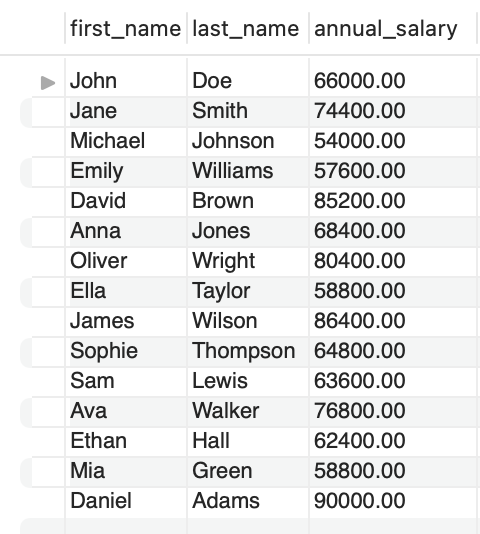 first_name last_name annual_salary
John Doe 66000.00
Jane Smith 74400.00
Michael Johnson 54000.00
Emily Williams 57600.00
David Brown 85200.00
Anna Jones 68400.00
Oliver Wright 80400.00
Ella Taylor 58800.00
James Wilson 86400.00
Sophie Thompson 64800.00
Sam Lewis 63600.00
Ava Walker 76800.00
Ethan Hall 62400.00
Mia Green 58800.00
Daniel Adams 90000.00